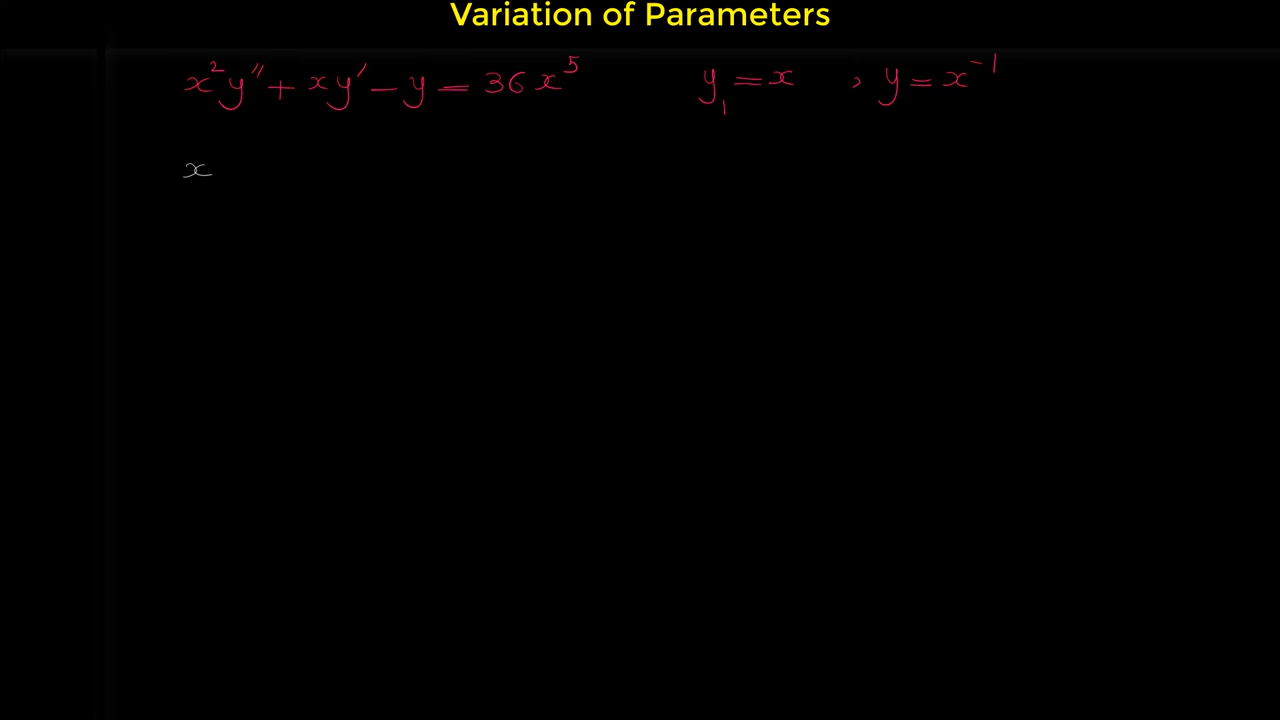 Variation of Parameters
x²y″ + xy′ − y = 36x⁵ y₁ = x , y = x⁻¹
x